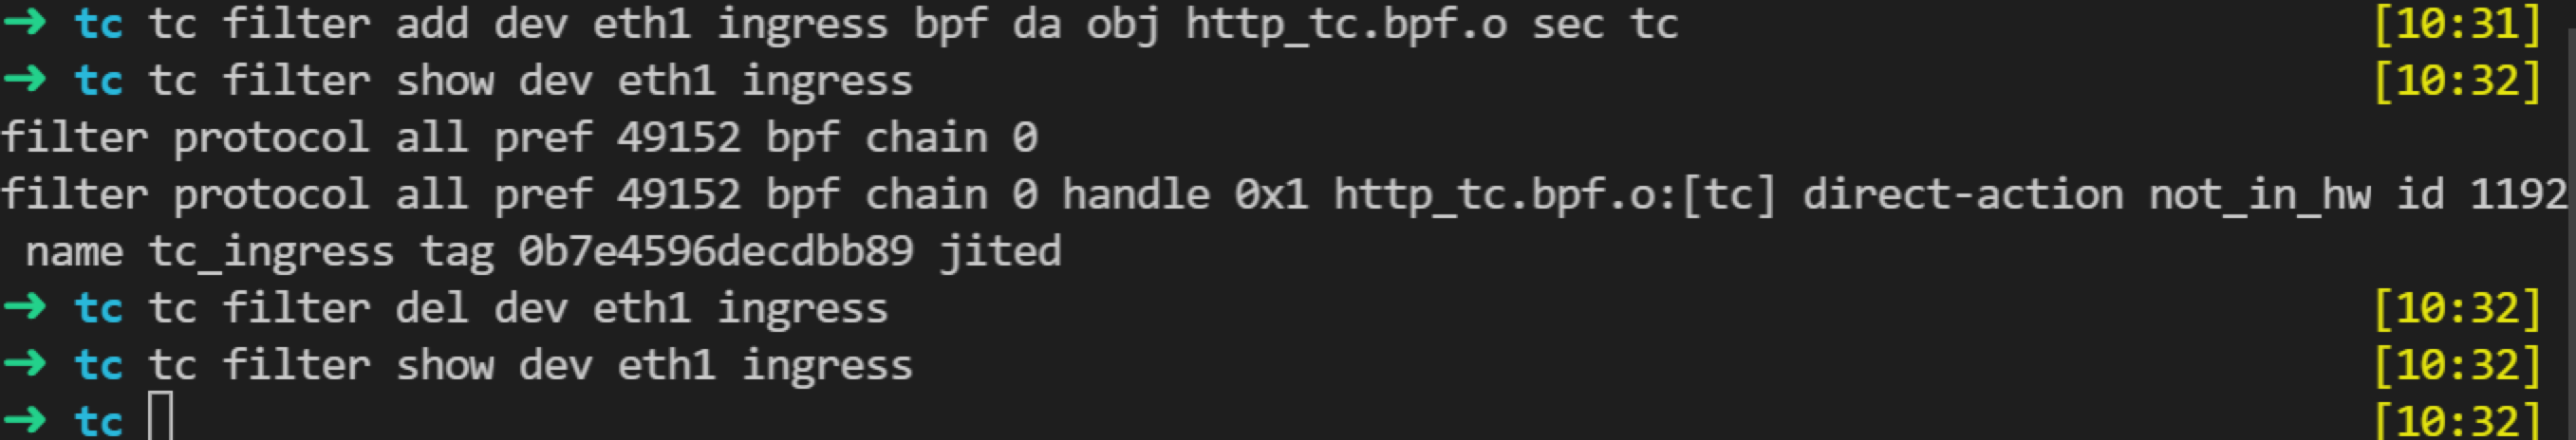 → tc tc filter add dev eth1 ingress bpf da obj http_tc.bpf.o sec tc [10:31]
→ tc tc filter show dev eth1 ingress [10:32]
filter protocol all pref 49152 bpf chain 0
filter protocol all pref 49152 bpf chain 0 handle 0x1 http_tc.bpf.o:[tc] direct-action not_in_hw id 1192
name tc_ingress tag 0b7e4596decdbb89 jited
→ tc tc filter del dev eth1 ingress [10:32]
→ tc tc filter show dev eth1 ingress [10:32]
→ tc [10:32]